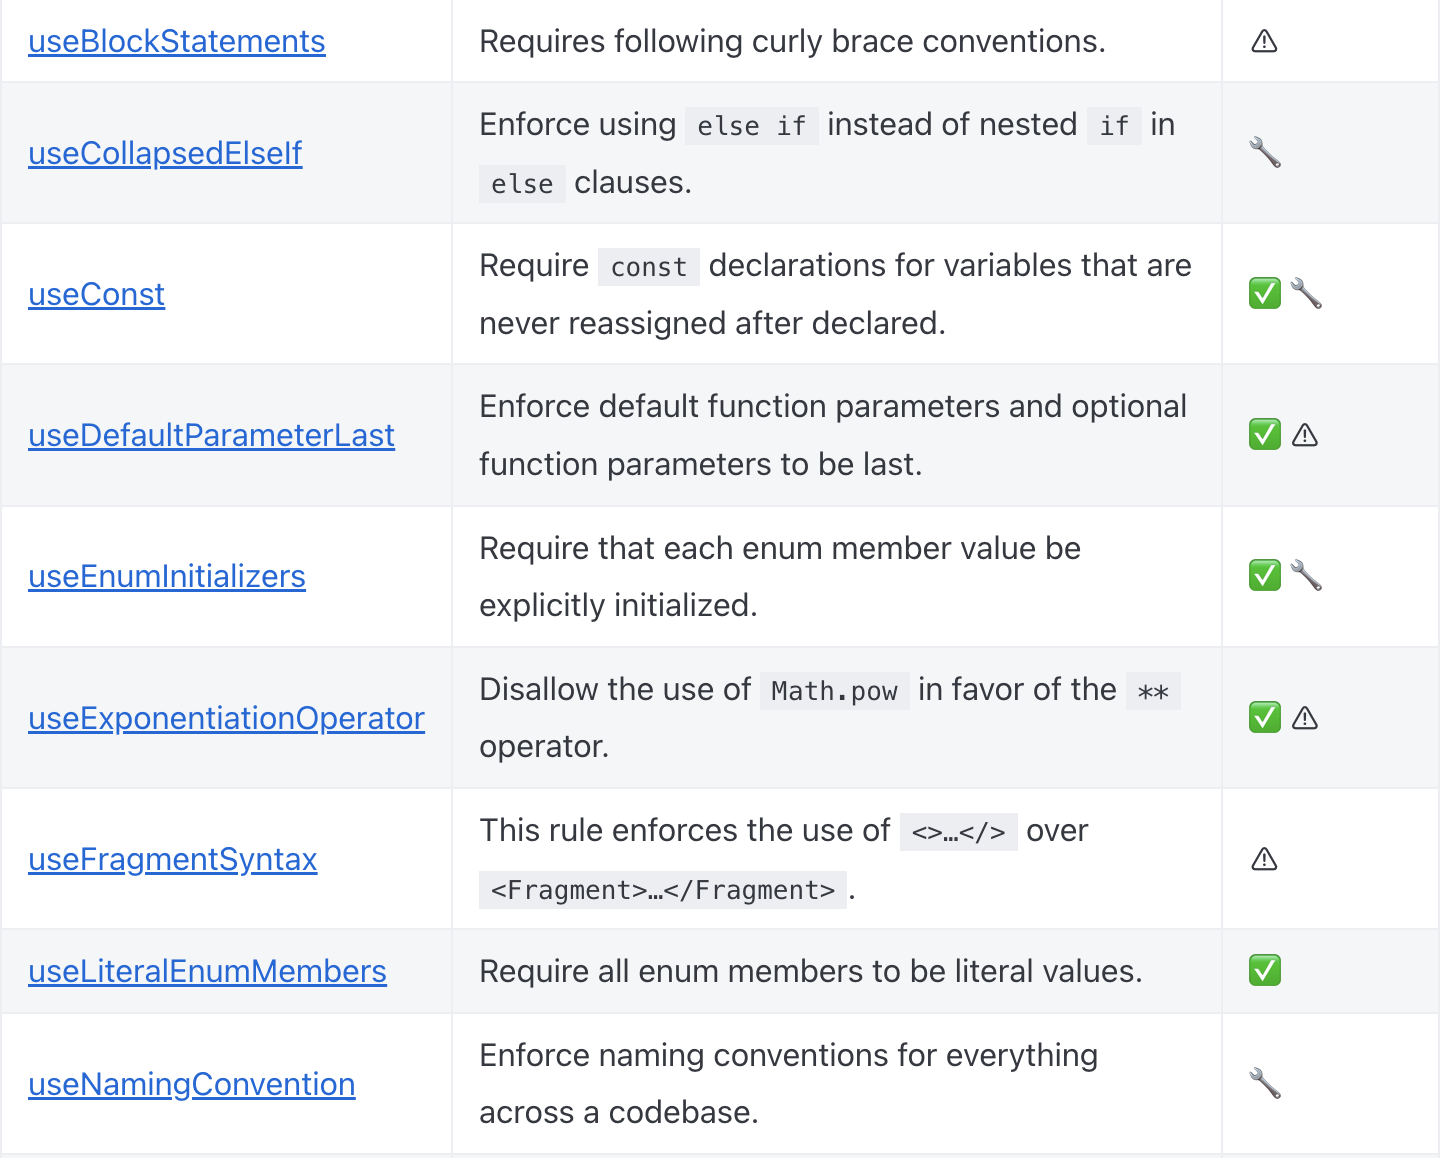 useBlockStatements
Requires following curly brace conventions.
⚠
useCollapsedElseIf
Enforce using else if instead of nested if in
else clauses.
🔧
useConst
Require const declarations for variables that are
never reassigned after declared.
✅ 🔧
useDefaultParameterLast
Enforce default function parameters and optional
function parameters to be last.
✅ ⚠
useEnumInitializers
Require that each enum member value be
explicitly initialized.
✅ 🔧
useExponentiationOperator
Disallow the use of Math.pow in favor of the **
operator.
✅ ⚠
useFragmentSyntax
This rule enforces the use of <>…</> over
<Fragment>…</Fragment>.
⚠
useLiteralEnumMembers
Require all enum members to be literal values.
✅
useNamingConvention
Enforce naming conventions for everything
across a codebase.
🔧